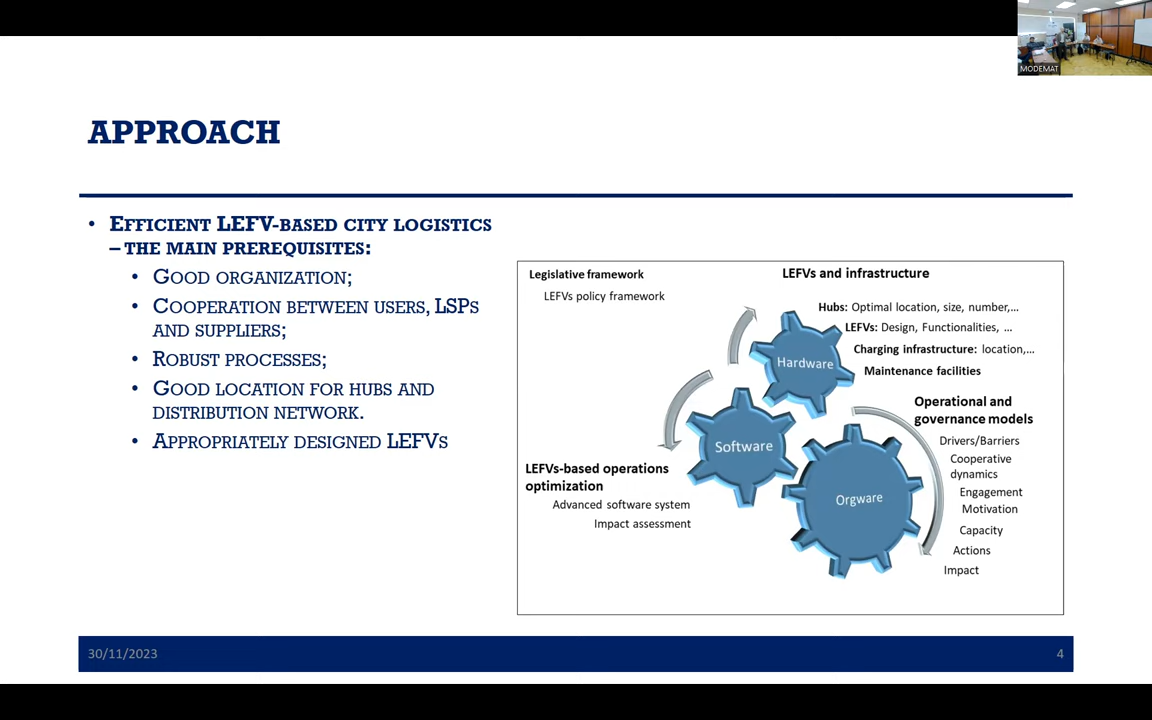 MODEMAT
APPROACH
• EFFICIENT LEFV-BASED CITY LOGISTICS
– THE MAIN PREREQUISITES:
• GOOD ORGANIZATION;
• COOPERATION BETWEEN USERS, LSPS
AND SUPPLIERS;
• ROBUST PROCESSES;
• GOOD LOCATION FOR HUBS AND
DISTRIBUTION NETWORK.
• APPROPRIATELY DESIGNED LEFVS
Legislative framework
LEFVs policy framework
LEFVs and infrastructure
Hubs: Optimal location, size, number,...
LEFVs: Design, Functionalities, ...
Charging infrastructure: location,...
Maintenance facilities
Hardware
Software
Orgware
Operational and
governance models
Drivers/Barriers
Cooperative
dynamics
Engagement
Motivation
Capacity
Actions
Impact
LEFVs-based operations
optimization
Advanced software system
Impact assessment
30/11/2023
4